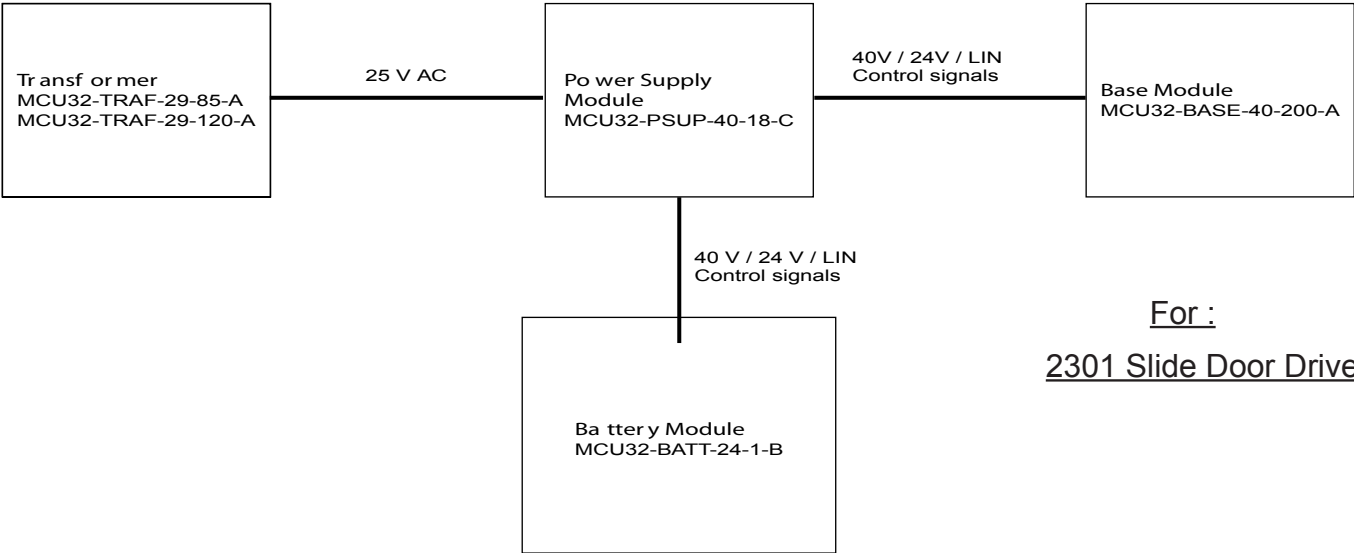 Transformer
MCU32-TRAF-29-85-A
MCU32-TRAF-29-120-A
25 V AC
Power Supply
Module
MCU32-PSUP-40-18-C
40V / 24V / LIN
Control signals
Base Module
MCU32-BASE-40-200-A
40 V / 24 V / LIN
Control signals
Battery Module
MCU32-BATT-24-1-B
For :
2301 Slide Door Drive